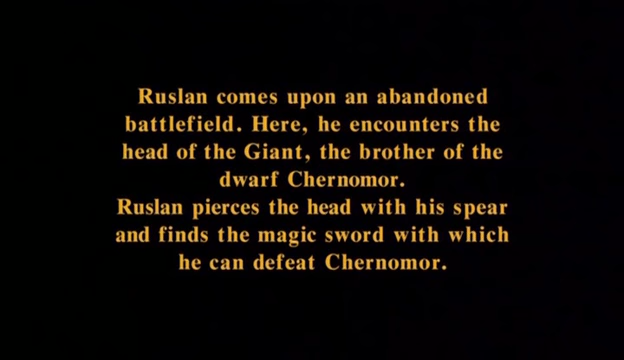 Ruslan comes upon an abandoned
battlefield. Here, he encounters the
head of the Giant, the brother of the
dwarf Chernomor.
Ruslan pierces the head with his spear
and finds the magic sword with which
he can defeat Chernomor.